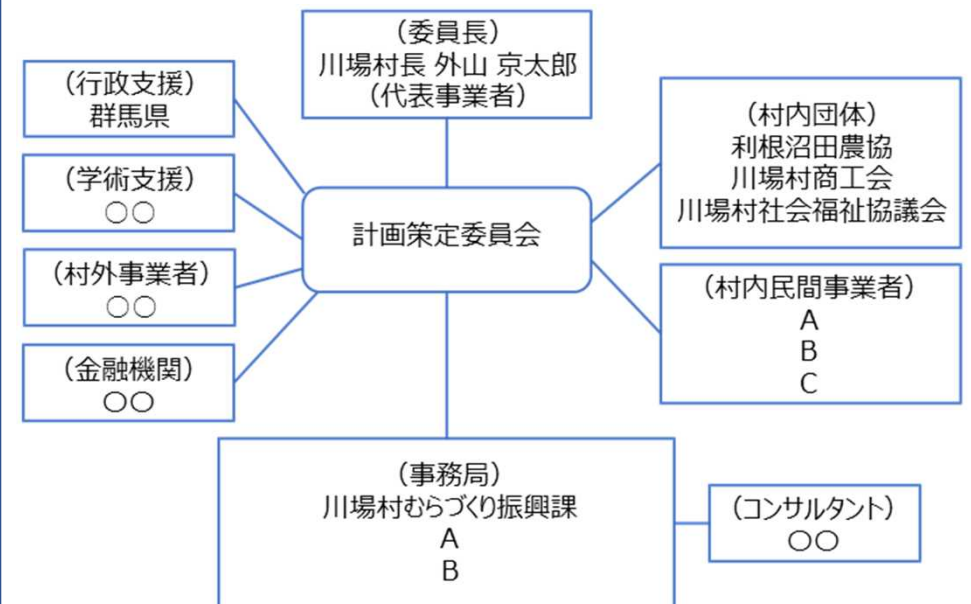 （委員長）
川場村長 外山 京太郎
（代表事業者）
（行政支援）
群馬県
（学術支援）
○○
（村外事業者）
○○
（金融機関）
○○
計画策定委員会
（村内団体）
利根沼田農協
川場村商工会
川場村社会福祉協議会
（村内民間事業者）
A
B
C
（事務局）
川場村むらづくり振興課
A
B
（コンサルタント）
○○